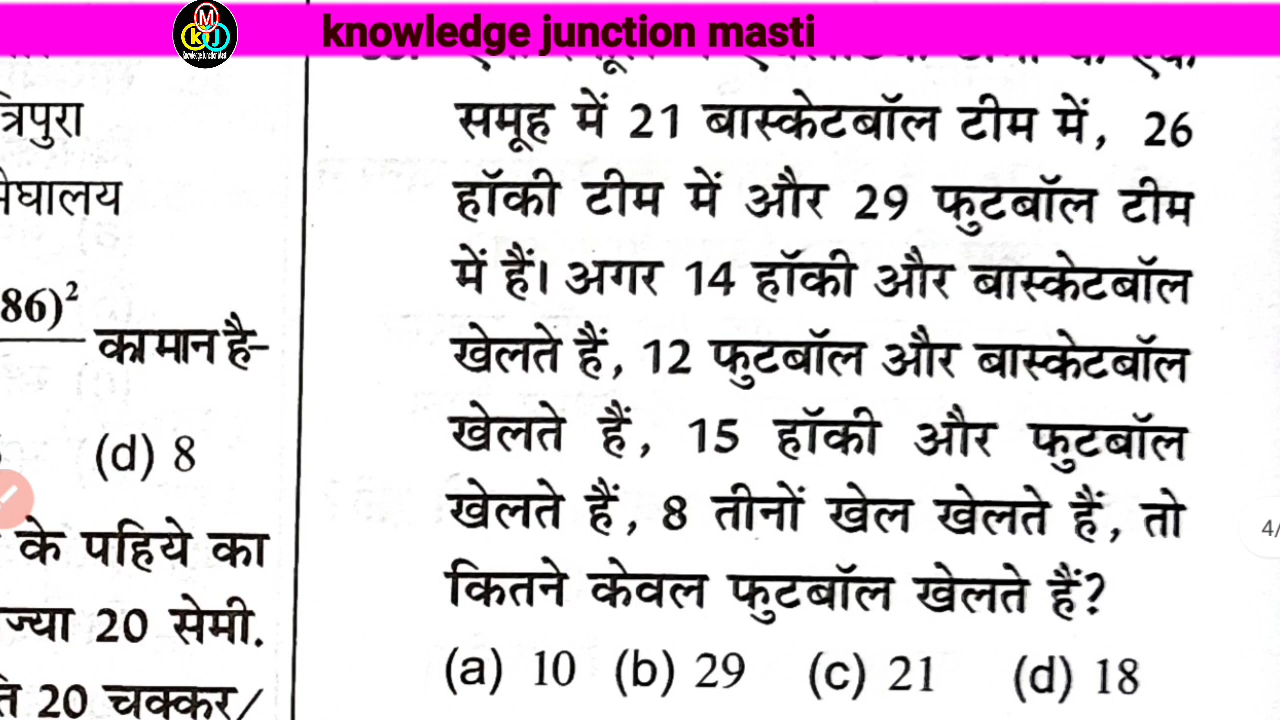 knowledge junction masti
M
KJ
त्रिपुरा
मेघालय
86)²
का मान है-
(d) 8
के पहिये का
ज्या 20 सेमी.
20 चक्कर/
समूह में 21 बास्केटबॉल टीम में, 26
हॉकी टीम में और 29 फुटबॉल टीम
में हैं। अगर 14 हॉकी और बास्केटबॉल
खेलते हैं, 12 फुटबॉल और बास्केटबॉल
खेलते हैं, 15 हॉकी और फुटबॉल
खेलते हैं, 8 तीनों खेल खेलते हैं, तो
कितने केवल फुटबॉल खेलते हैं?
(a) 10 (b) 29 (c) 21 (d) 18
4/